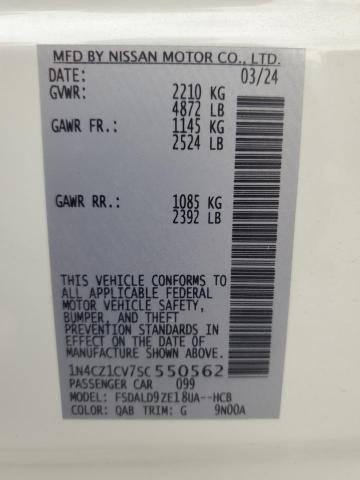 MFD BY NISSAN MOTOR CO., LTD.
DATE: 03/24
GVWR: 2210 KG
4872 LB
GAWR FR.: 1145 KG
2524 LB
GAWR RR.: 1085 KG
2392 LB
THIS VEHICLE CONFORMS TO
ALL APPLICABLE FEDERAL
MOTOR VEHICLE SAFETY,
BUMPER, AND THEFT
PREVENTION STANDARDS IN
EFFECT ON THE DATE OF
MANUFACTURE SHOWN ABOVE.
1N4CZ1CV7SC550562
PASSENGER CAR 099
MODEL: FSDALD9ZE18UA--HCB
COLOR: QAB TRIM: G 9N00A